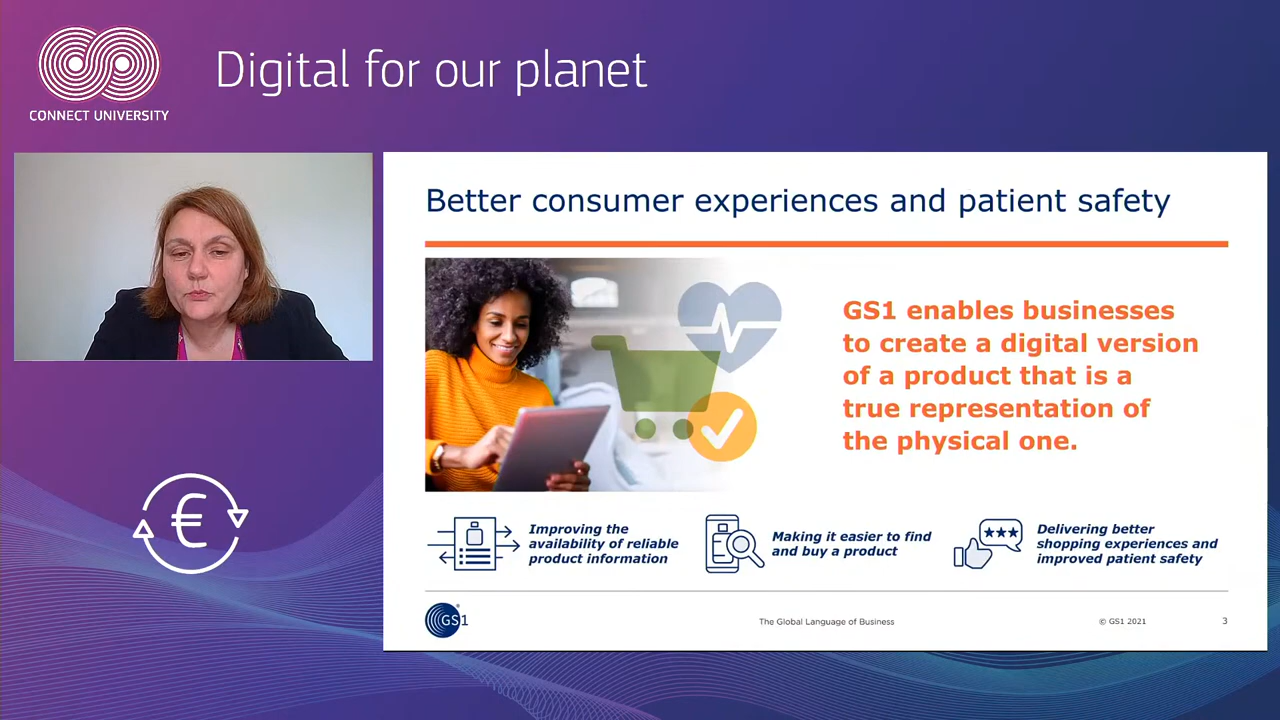 Digital for our planet
CONNECT UNIVERSITY
Better consumer experiences and patient safety
GS1 enables businesses
to create a digital version
of a product that is a
true representation of
the physical one.
Improving the
availability of reliable
product information
Making it easier to find
and buy a product
Delivering better
shopping experiences and
improved patient safety
€
GS1
The Global Language of Business
© GS1 2021
3